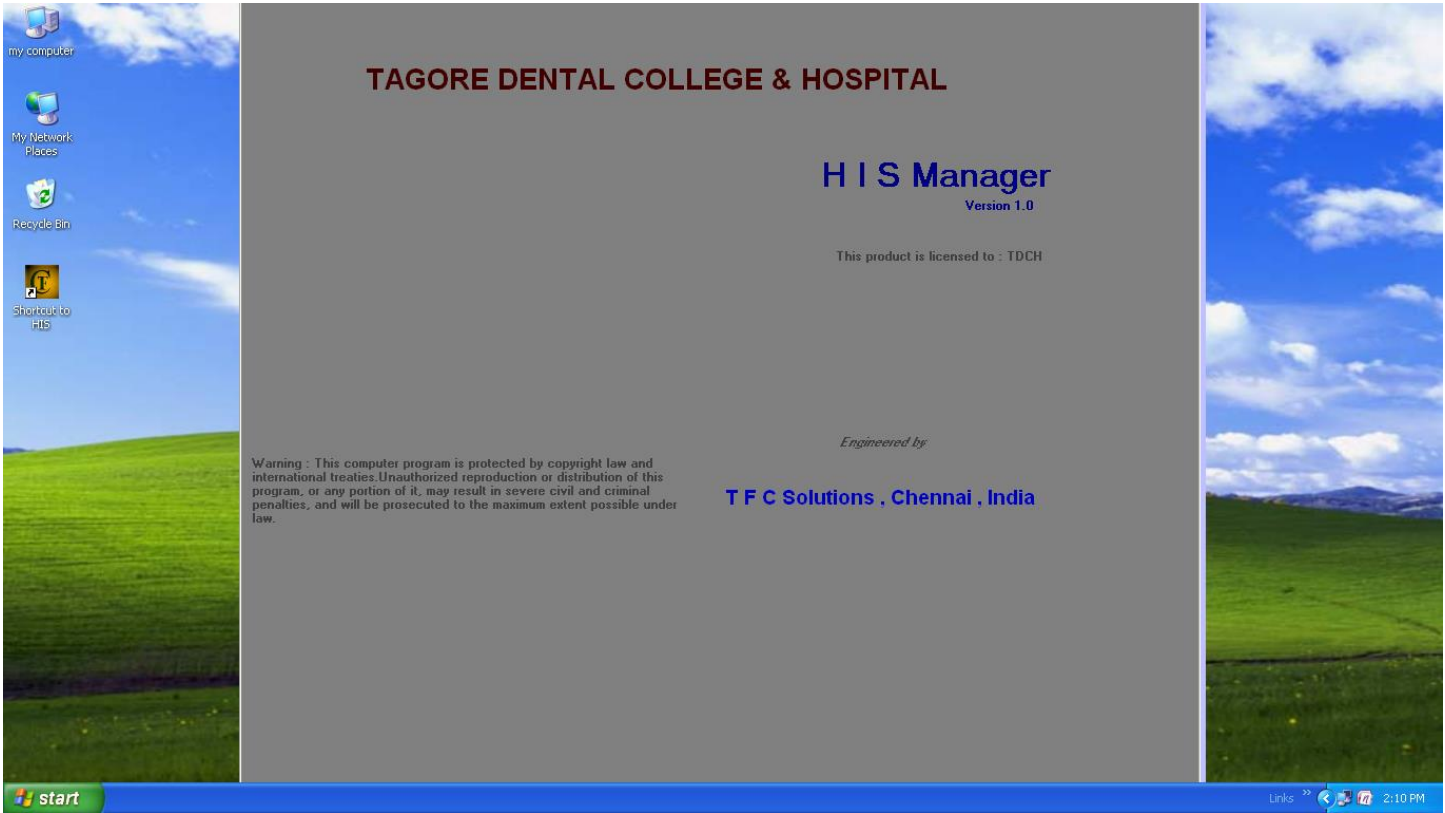 my computer
My Network
Places
Recycle Bin
Shortcut to
HIS
TAGORE DENTAL COLLEGE & HOSPITAL
H I S Manager
Version 1.0
This product is licensed to : TDCH
Engineered by
Warning : This computer program is protected by copyright law and
international treaties.Unauthorized reproduction or distribution of this
program, or any portion of it, may result in severe civil and criminal
penalties, and will be prosecuted to the maximum extent possible under
law.
T F C Solutions , Chennai , India
start
Links
2:10 PM